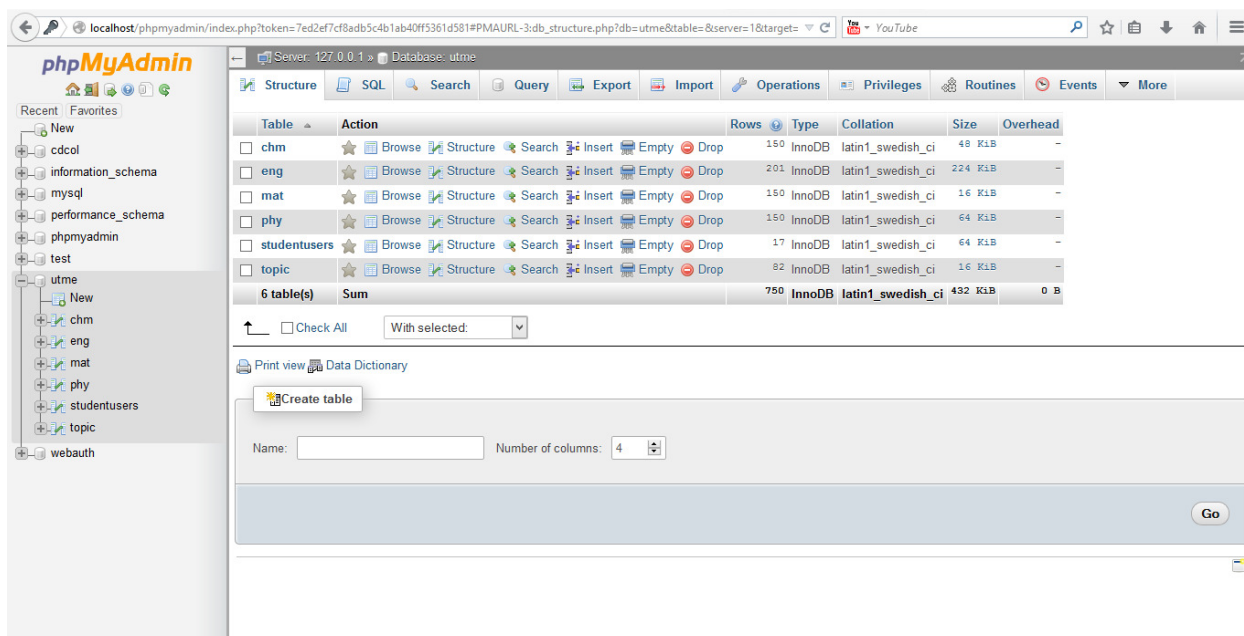 localhost/phpmyadmin/index.php?token=7ed2ef7cf8adb5c4b1ab40ff5361d581#PMAURL-3:db_structure.php?db=utme&table=&server=1&target= YouTube
phpMyAdmin
Recent Favorites
New
cdcol
information_schema
mysql
performance_schema
phpmyadmin
test
utme
New
chm
eng
mat
phy
studentusers
topic
webauth
Server: 127.0.0.1 » Database: utme
Structure SQL Search Query Export Import Operations Privileges Routines Events More
Table Action Rows Type Collation Size Overhead
chm Browse Structure Search Insert Empty Drop 150 InnoDB latin1_swedish_ci 48 KiB -
eng Browse Structure Search Insert Empty Drop 201 InnoDB latin1_swedish_ci 224 KiB -
mat Browse Structure Search Insert Empty Drop 150 InnoDB latin1_swedish_ci 16 KiB -
phy Browse Structure Search Insert Empty Drop 150 InnoDB latin1_swedish_ci 64 KiB -
studentusers Browse Structure Search Insert Empty Drop 17 InnoDB latin1_swedish_ci 64 KiB -
topic Browse Structure Search Insert Empty Drop 82 InnoDB latin1_swedish_ci 16 KiB -
6 table(s) Sum 750 InnoDB latin1_swedish_ci 432 KiB 0 B
Check All With selected:
Print view Data Dictionary
Create table
Name: Number of columns: 4
Go